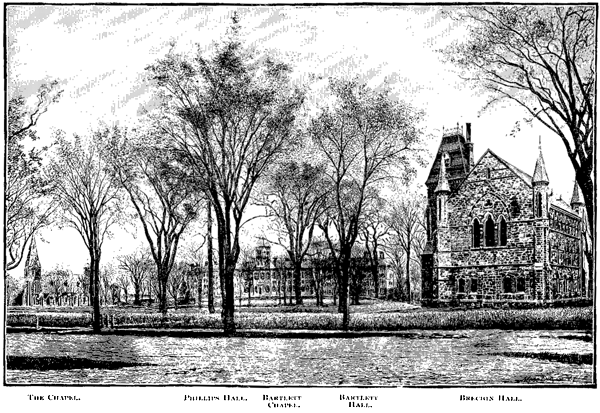 The Chapel.
Phillips Hall.
Bartlett
Chapel.
Bartlett
Hall.
Brechin Hall.